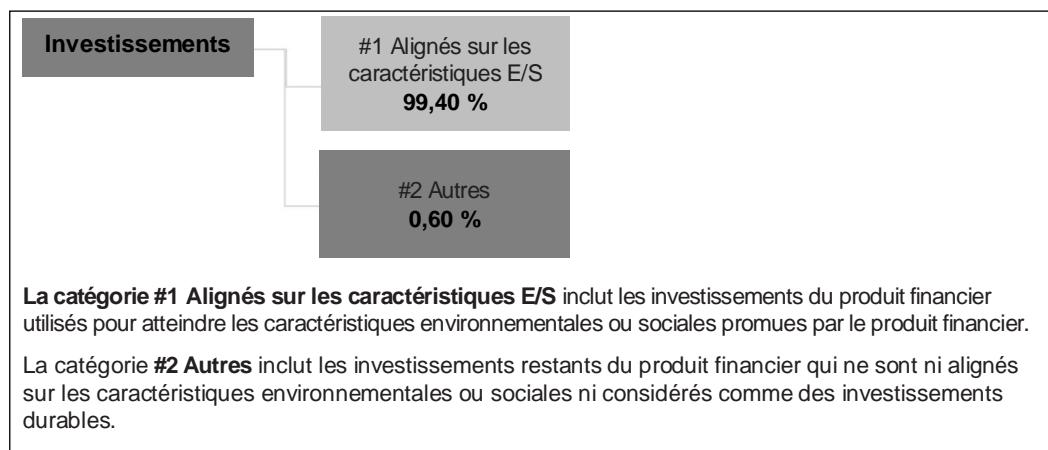 Investissements
#1 Alignés sur les
caractéristiques E/S
99,40 %
#2 Autres
0,60 %
La catégorie #1 Alignés sur les caractéristiques E/S inclut les investissements du produit financier
utilisés pour atteindre les caractéristiques environnementales ou sociales promues par le produit financier.
La catégorie #2 Autres inclut les investissements restants du produit financier qui ne sont ni alignés
sur les caractéristiques environnementales ou sociales ni considérés comme des investissements
durables.